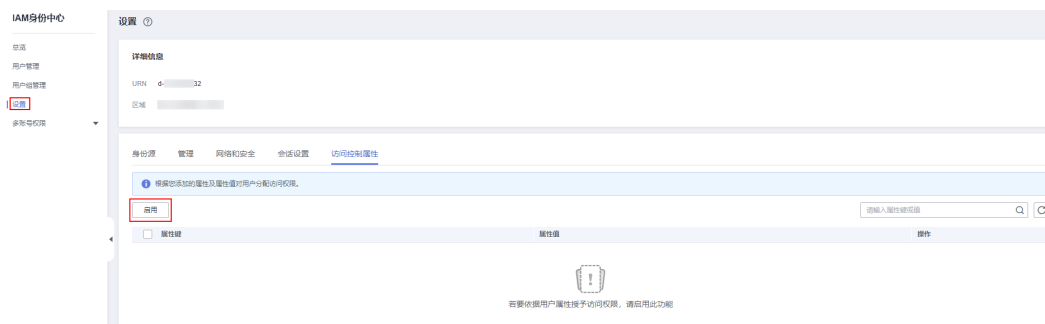 IAM身份中心
总览
用户管理
用户组管理
设置
多账号权限
设置
详细信息
URN d- 32
区域
身份源 管理 网络和安全 会话设置 访问控制属性
根据您添加的属性及属性值对用户分配访问权限。
启用 请输入属性键或值
属性键 属性值 操作
若要依据用户属性授予访问权限，请启用此功能